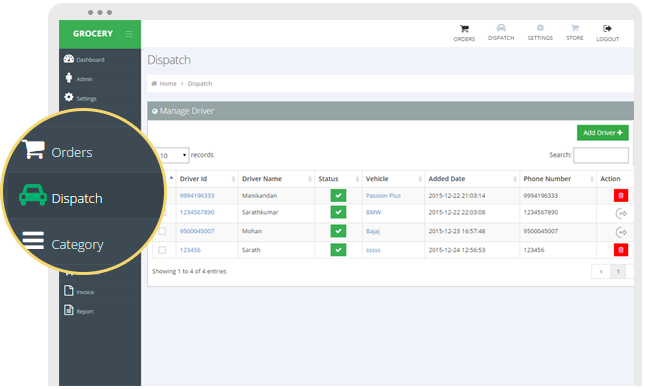 GROCERY
ORDERS DISPATCH SETTINGS STORE LOGOUT
Dashboard
Admin
Settings
Orders
Dispatch
Category
Invoice
Report
Dispatch
Home > Dispatch
Manage Driver
Add Driver +
10 records Search:
Driver Id Driver Name Status Vehicle Added Date Phone Number Action
9994196333 Manikandan Passion Plus 2015-12-22 21:03:14 9994196333
1234567890 Sarathkumar BMW 2015-12-22 22:03:08 1234567890
9500045007 Mohan Bajaj 2015-12-23 16:57:48 9500045007
123456 Sarath sssss 2015-12-24 12:56:53 123456
Showing 1 to 4 of 4 entries
< 1